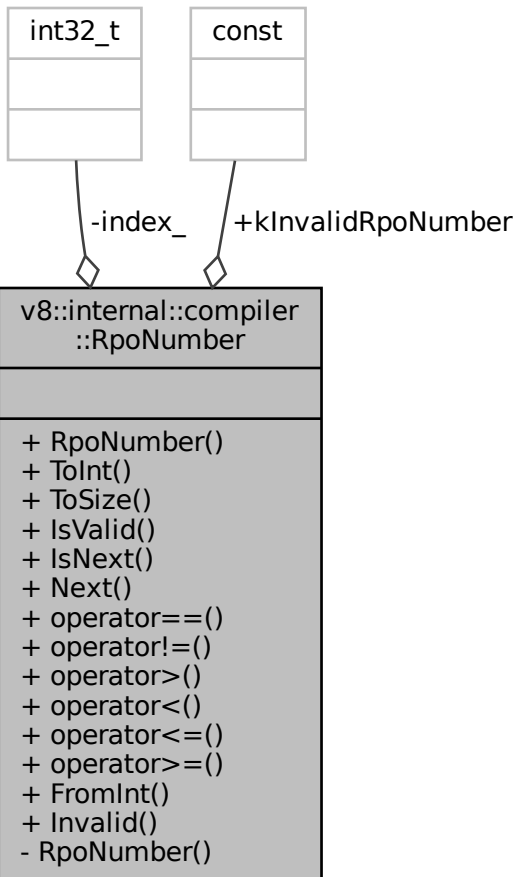 int32_t
const
-index_
+kInvalidRpoNumber
v8::internal::compiler
::RpoNumber
+ RpoNumber()
+ ToInt()
+ ToSize()
+ IsValid()
+ IsNext()
+ Next()
+ operator==()
+ operator!=()
+ operator>()
+ operator<()
+ operator<=()
+ operator>=()
+ FromInt()
+ Invalid()
- RpoNumber()